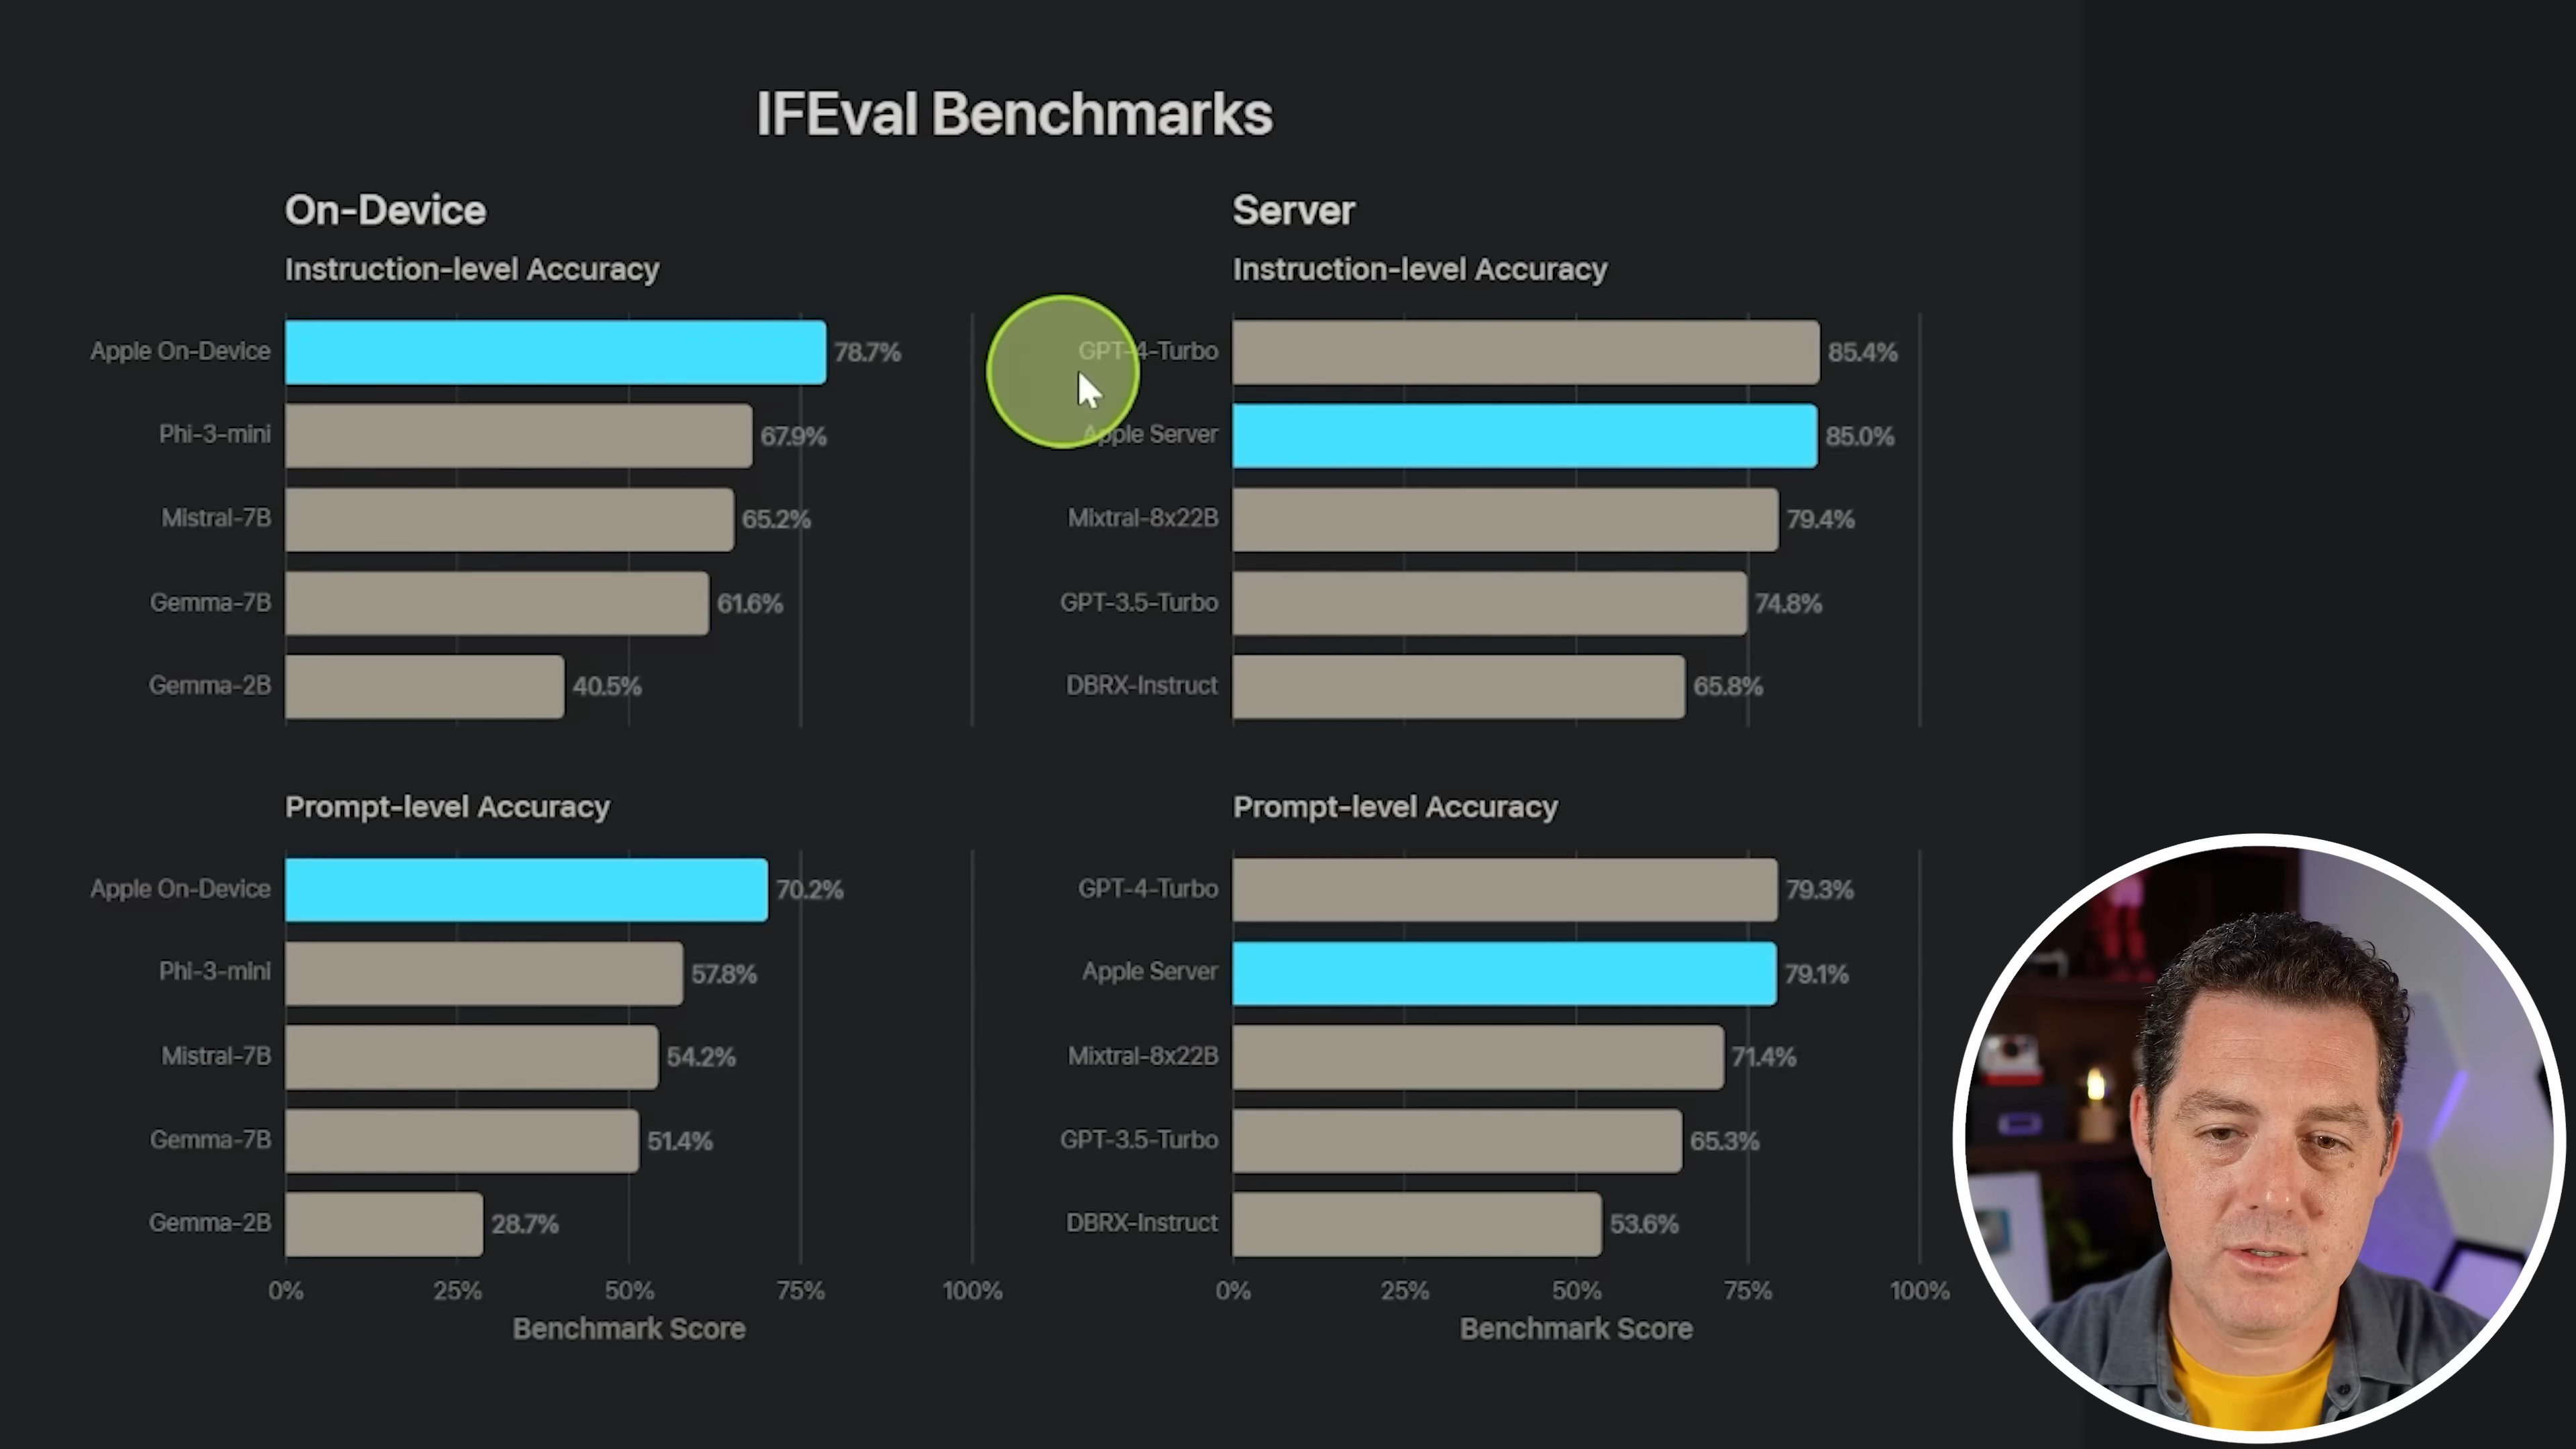 IFEval Benchmarks
On-Device
Instruction-level Accuracy
Apple On-Device 78.7%
Phi-3-mini 67.9%
Mistral-7B 65.2%
Gemma-7B 61.6%
Gemma-2B 40.5%
Prompt-level Accuracy
Apple On-Device 70.2%
Phi-3-mini 57.8%
Mistral-7B 54.2%
Gemma-7B 51.4%
Gemma-2B 28.7%
0% 25% 50% 75% 100%
Benchmark Score
Server
Instruction-level Accuracy
GPT-4-Turbo 85.4%
Apple Server 85.0%
Mixtral-8x22B 79.4%
GPT-3.5-Turbo 74.8%
DBRX-Instruct 65.8%
Prompt-level Accuracy
GPT-4-Turbo 79.3%
Apple Server 79.1%
Mixtral-8x22B 71.4%
GPT-3.5-Turbo 65.3%
DBRX-Instruct 53.6%
0% 25% 50% 75% 100%
Benchmark Score